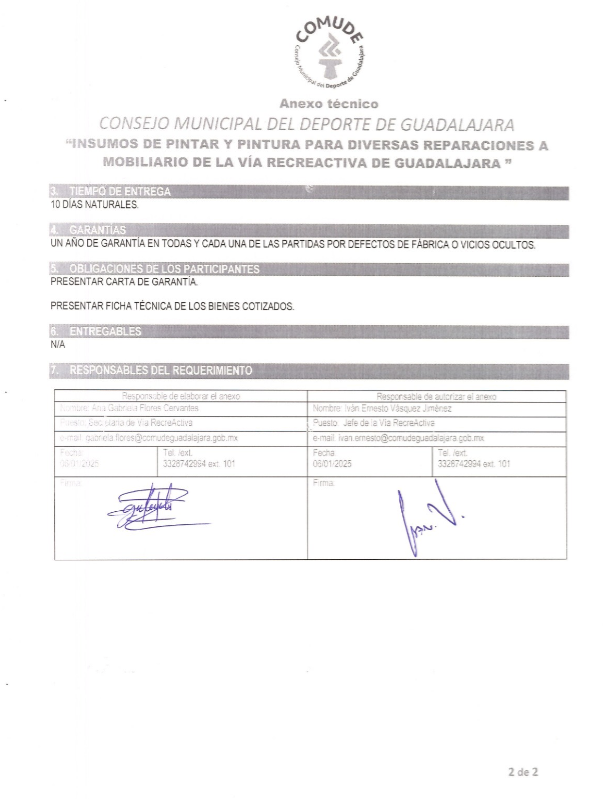 COMUDE
Consejo Municipal del Deporte de Guadalajara
Anexo técnico
CONSEJO MUNICIPAL DEL DEPORTE DE GUADALAJARA
“INSUMOS DE PINTAR Y PINTURA PARA DIVERSAS REPARACIONES A
MOBILIARIO DE LA VÍA RECREACTIVA DE GUADALAJARA ”
3. TIEMPO DE ENTREGA
10 DÍAS NATURALES.
4. GARANTÍAS
UN AÑO DE GARANTÍA EN TODAS Y CADA UNA DE LAS PARTIDAS POR DEFECTOS DE FÁBRICA O VICIOS OCULTOS.
5. OBLIGACIONES DE LOS PARTICIPANTES
PRESENTAR CARTA DE GARANTÍA.
PRESENTAR FICHA TÉCNICA DE LOS BIENES COTIZADOS.
6. ENTREGABLES
N/A
7. RESPONSABLES DEL REQUERIMIENTO
Responsable de elaborar el anexo
Responsable de autorizar el anexo
Nombre: Ana Gabriela Flores Cervantes
Nombre: Iván Ernesto Vásquez Jiménez
Puesto: Secretaria de Vía RecreActiva
Puesto: Jefe de la Vía RecreActiva
e-mail: gabriela.floras@comudeguadalajara.gob.mx
e-mail: ivan.ernesto@comudeguadalajara.gob.mx
Fecha:
06/01/2025
Tel. /ext.
3326742994 ext. 101
Fecha:
06/01/2025
Tel. /ext.
3326742994 ext. 101
Firma:
Firma:
2 de 2